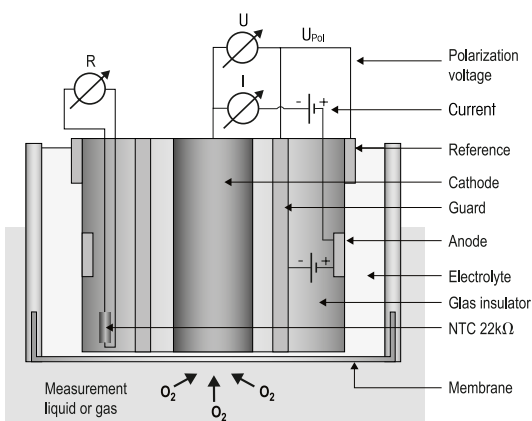 U
U Pol
R
I
- +
Polarization
voltage
Current
Reference
Cathode
Guard
Anode
- +
Electrolyte
Glas insulator
NTC 22kΩ
Membrane
Measurement
liquid or gas
O2 O2 O2